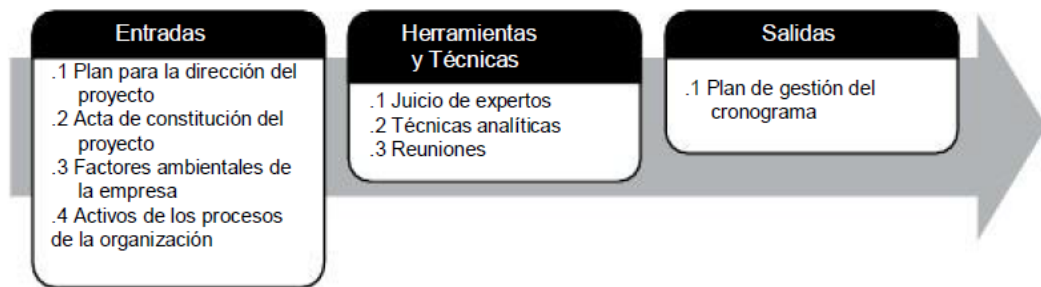 Entradas
.1 Plan para la dirección del
proyecto
.2 Acta de constitución del
proyecto
.3 Factores ambientales de
la empresa
.4 Activos de los procesos
de la organización
Herramientas
y Técnicas
.1 Juicio de expertos
.2 Técnicas analíticas
.3 Reuniones
Salidas
.1 Plan de gestión del
cronograma